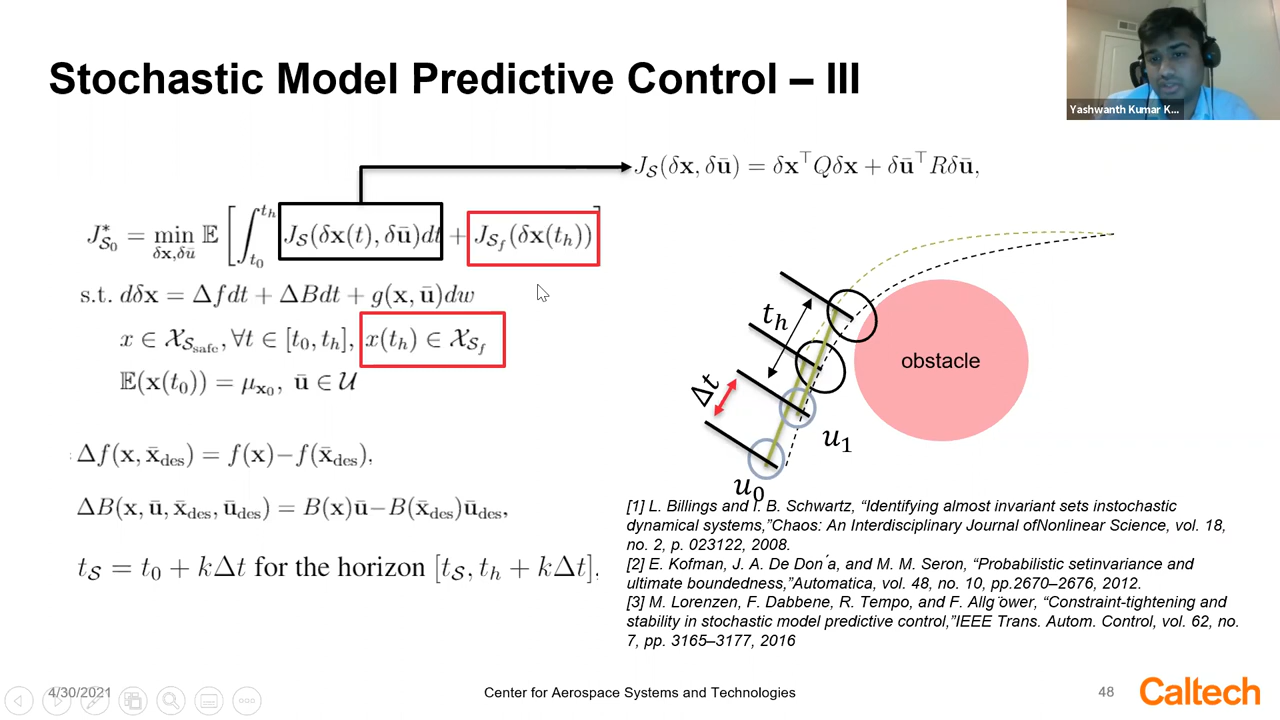 Stochastic Model Predictive Control – III
Yashwanth Kumar K...
J_𝒮(δ𝐱, δ𝐮̄) = δ𝐱^⊤Qδ𝐱 + δ𝐮̄^⊤Rδ𝐮̄,
J*_{𝒮_0} = min_{δ𝐱,δū} 𝔼 [ ∫_{t_0}^{t_h} J_𝒮(δ𝐱(t), δ𝐮̄)dt + J_{𝒮_f}(δ𝐱(t_h)) ]
s.t. dδ𝐱 = Δf dt + ΔB dt + g(𝐱, 𝐮̄)dw
x ∈ 𝒳_{𝒮_safe}, ∀t ∈ [t_0, t_h], x(t_h) ∈ 𝒳_{𝒮_f}
𝔼(𝐱(t_0)) = μ_{𝐱_0}, 𝐮̄ ∈ 𝒰
Δf(𝐱, 𝐱̄_des) = f(𝐱)−f(𝐱̄_des),
ΔB(𝐱, 𝐮̄, 𝐱̄_des, 𝐮̄_des) = B(𝐱)𝐮̄−B(𝐱̄_des)𝐮̄_des,
t_𝒮 = t_0 + kΔt for the horizon [t_𝒮, t_h + kΔt],
t_h
Δt
obstacle
u_1
u_0
[1] L. Billings and I. B. Schwartz, “Identifying almost invariant sets instochastic
dynamical systems,”Chaos: An Interdisciplinary Journal ofNonlinear Science, vol. 18,
no. 2, p. 023122, 2008.
[2] E. Kofman, J. A. De Don ́a, and M. M. Seron, “Probabilistic setinvariance and
ultimate boundedness,”Automatica, vol. 48, no. 10, pp.2670–2676, 2012.
[3] M. Lorenzen, F. Dabbene, R. Tempo, and F. Allg ̈ower, “Constraint-tightening and
stability in stochastic model predictive control,”IEEE Trans. Autom. Control, vol. 62, no.
7, pp. 3165–3177, 2016
4/30/2021
Center for Aerospace Systems and Technologies
48
Caltech